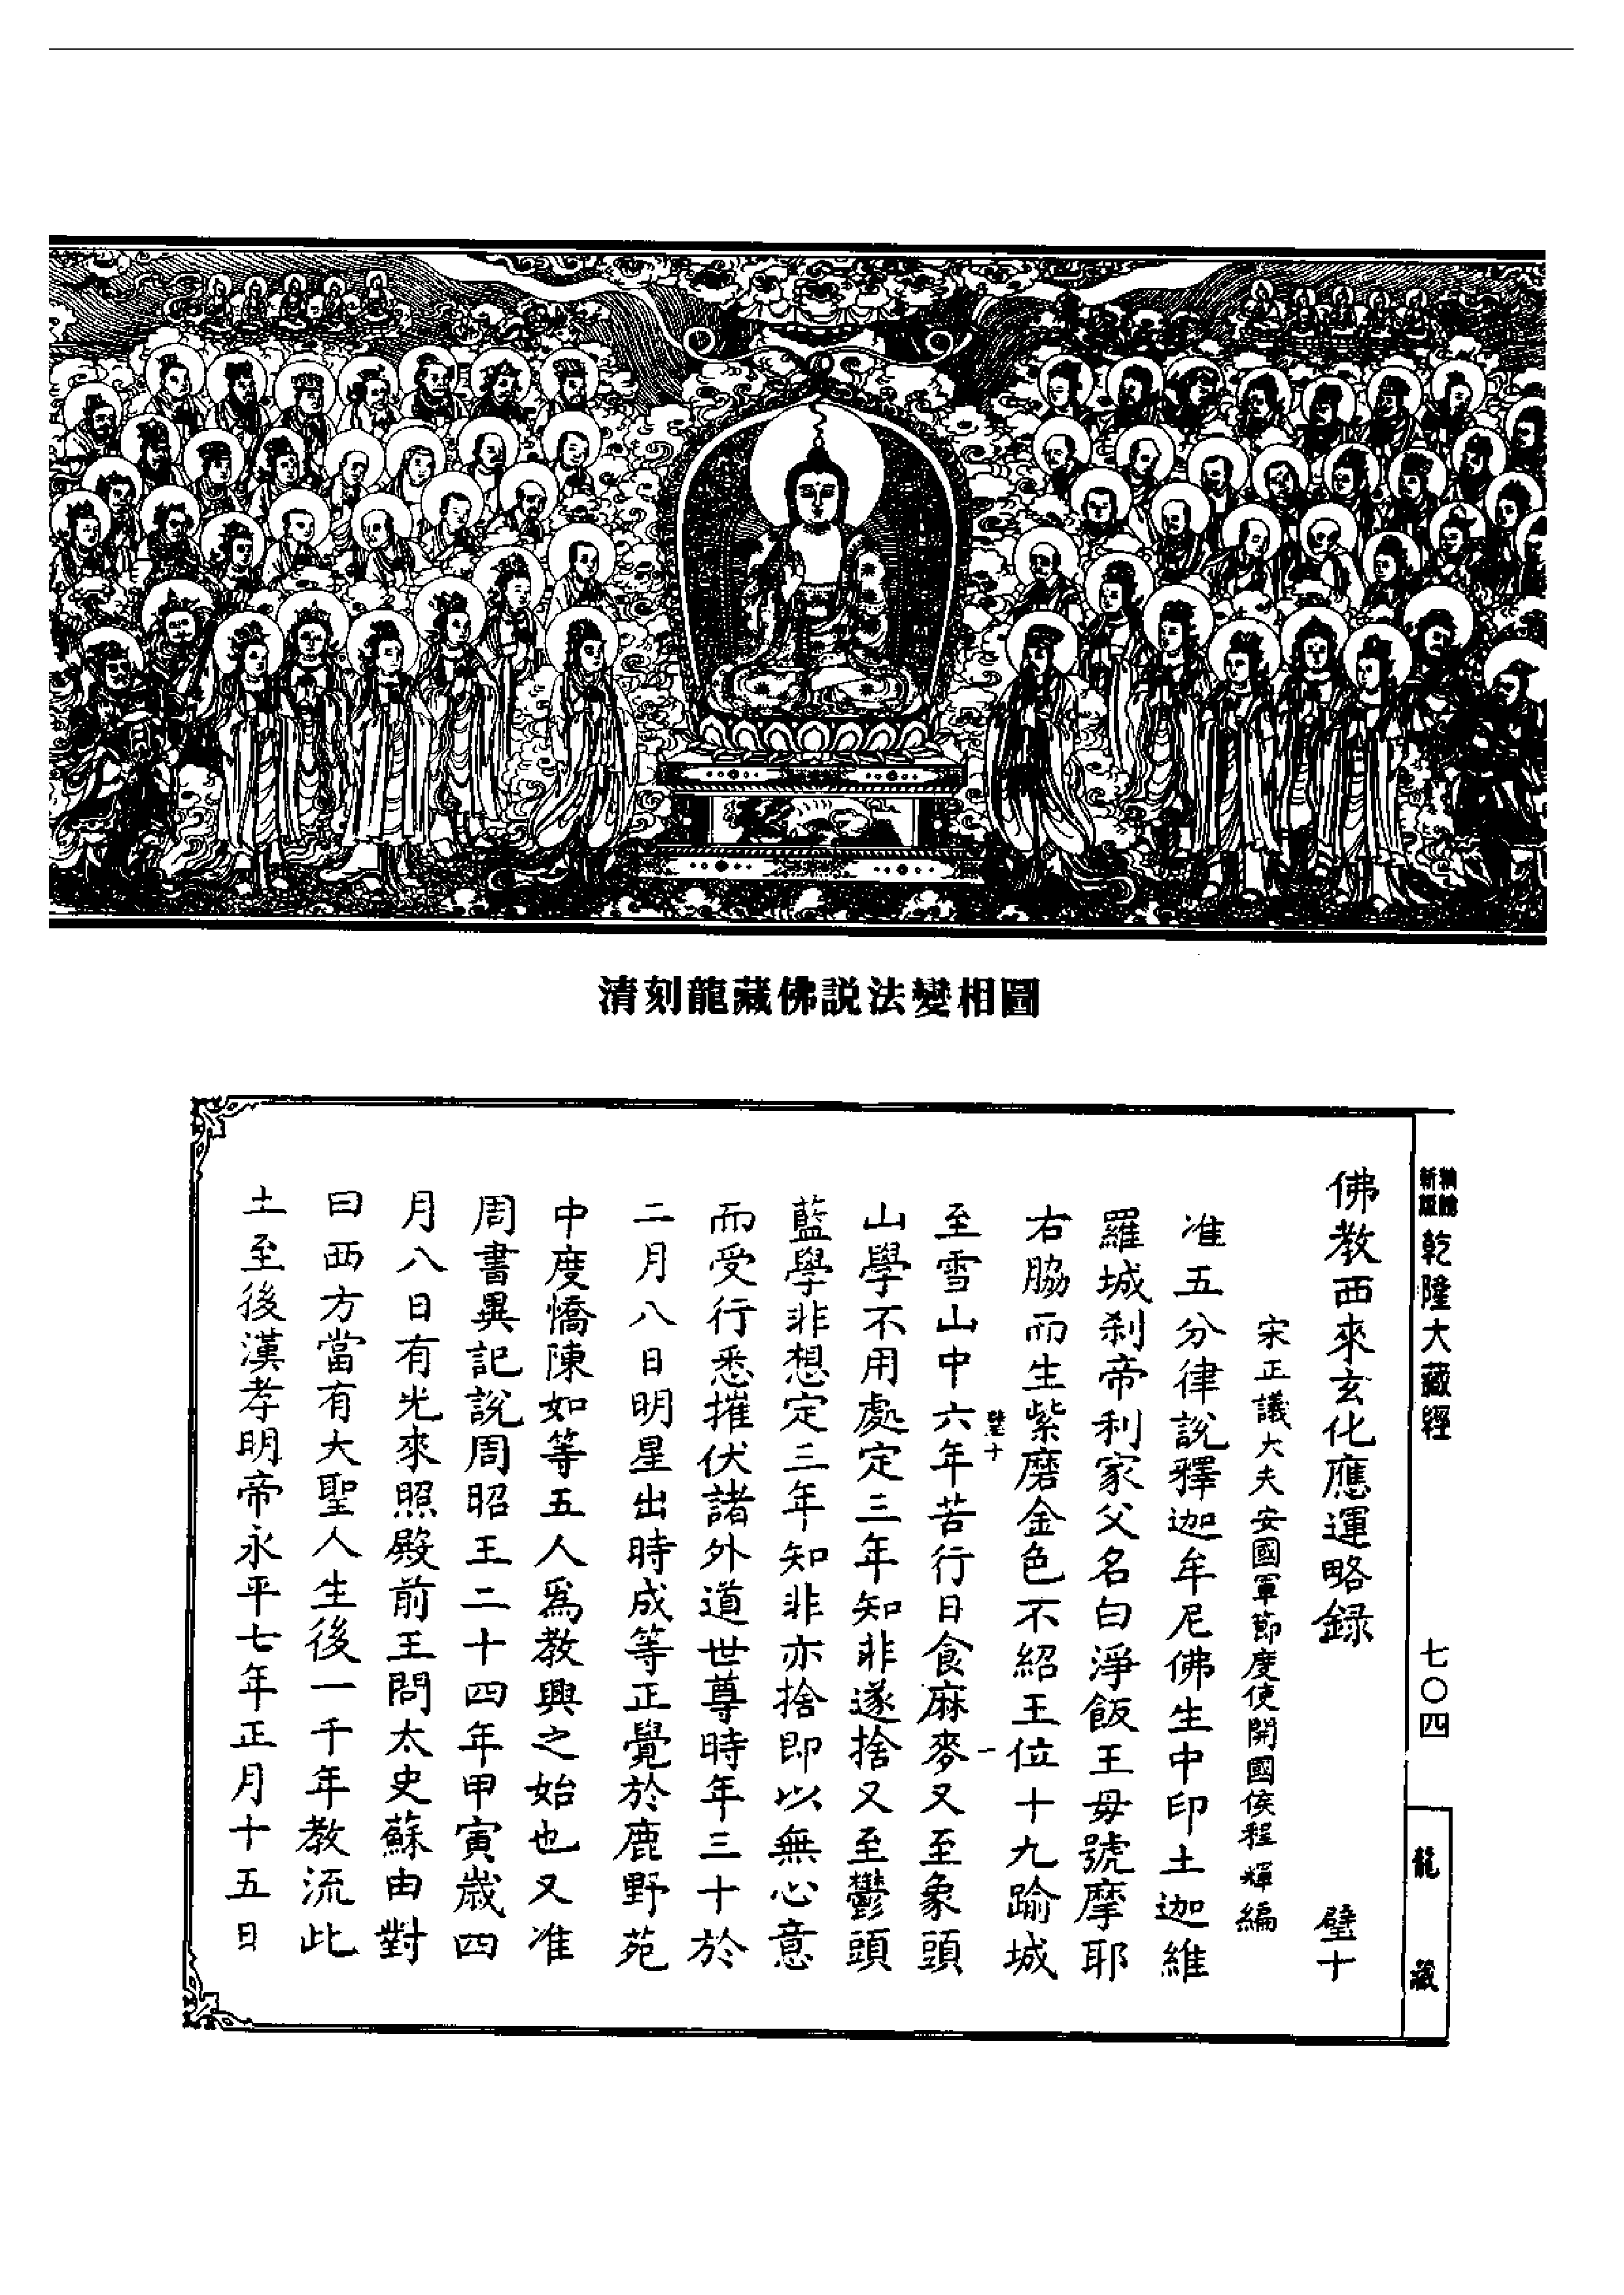 清刻龍藏佛説法變相圖
精縮
新版
乾隆大藏經
七〇四
龍藏
佛教西來玄化應運略録 璧十
宋正議大夫安國軍節度使開國侯程輝編
准五分律説釋迦牟尼佛生中印土迦維
羅城刹帝利家父名白淨飯王毋號摩耶
右脇而生紫磨金色不紹王位十九踰城
璧十 一
至雪山中六年苦行日食麻麥又至象頭
山學不用處定三年知非遂捨又至鬱頭
藍學非想定三年知非亦捨即以無心意
而受行悉摧伏諸外道世尊時年三十於
二月八日明星出時成等正覺於鹿野苑
中度憍陳如等五人爲教興之始也又准
周書異記説周昭王二十四年甲寅歲四
月八日有光來照殿前王問太史蘇由對
曰西方當有大聖人生後一千年教流此
土至後漢孝明帝永平七年正月十五日